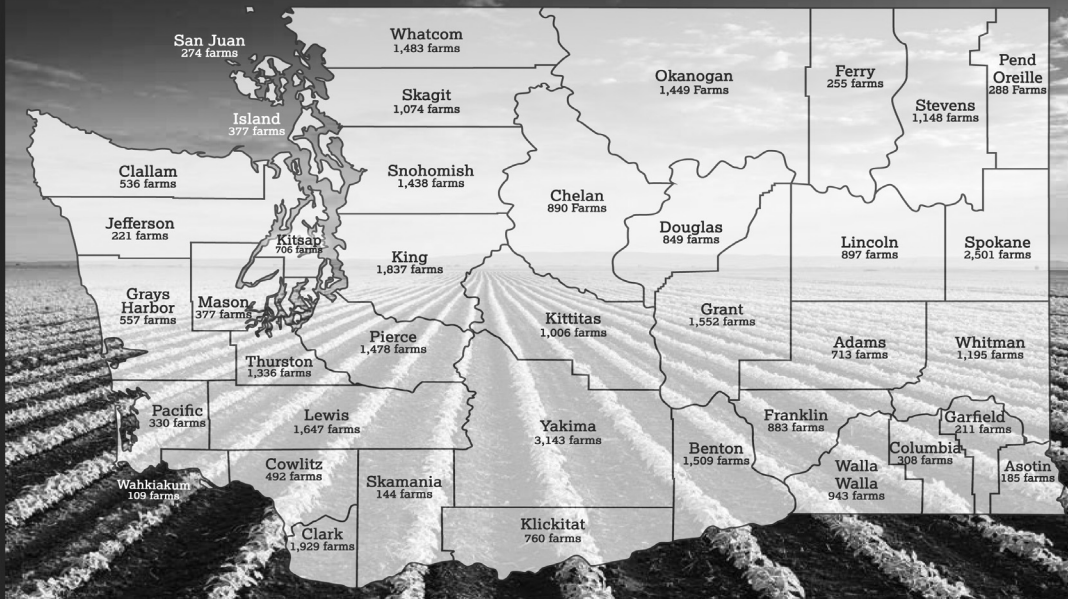 San Juan
274 farms
Whatcom
1,483 farms
Okanogan
1,449 Farms
Ferry
255 farms
Pend
Oreille
288 Farms
Stevens
1,148 farms
Skagit
1,074 farms
Island
377 farms
Clallam
536 farms
Snohomish
1,438 farms
Chelan
890 Farms
Jefferson
221 farms
Kitsap
706 farms
Douglas
849 farms
Lincoln
897 farms
Spokane
2,501 farms
King
1,837 farms
Grays
Harbor
557 farms
Mason
377 farms
Kittitas
1,006 farms
Grant
1,552 farms
Pierce
1,478 farms
Adams
713 farms
Whitman
1,195 farms
Thurston
1,336 farms
Pacific
330 farms
Lewis
1,647 farms
Yakima
3,143 farms
Benton
1,509 farms
Franklin
883 farms
Garfield
211 farms
Columbia
308 farms
Walla
Walla
943 farms
Asotin
185 farms
Wahkiakum
109 farms
Cowlitz
492 farms
Skamania
144 farms
Clark
1,929 farms
Klickitat
760 farms